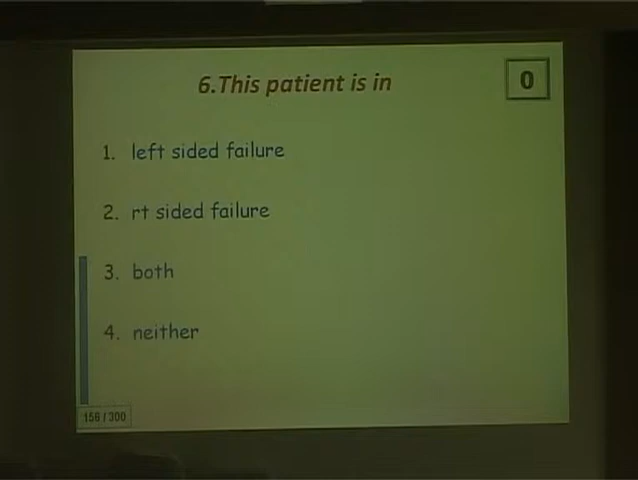 6.This patient is in
0
1. left sided failure
2. rt sided failure
3. both
4. neither
156 / 300